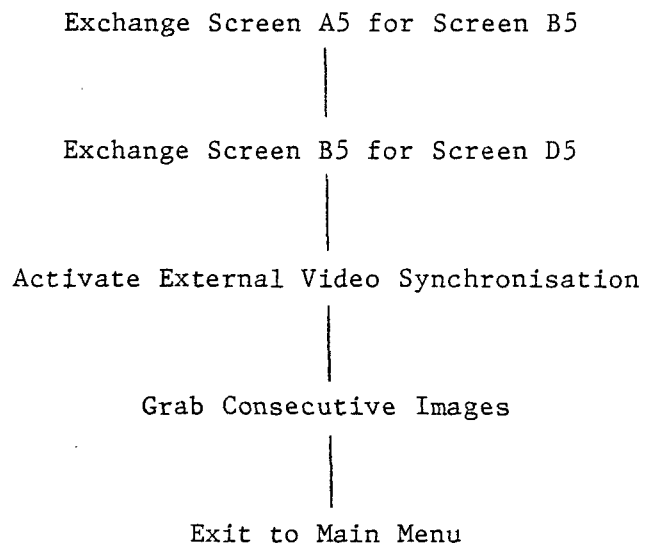 Exchange Screen A5 for Screen B5
Exchange Screen B5 for Screen D5
Activate External Video Synchronisation
Grab Consecutive Images
Exit to Main Menu